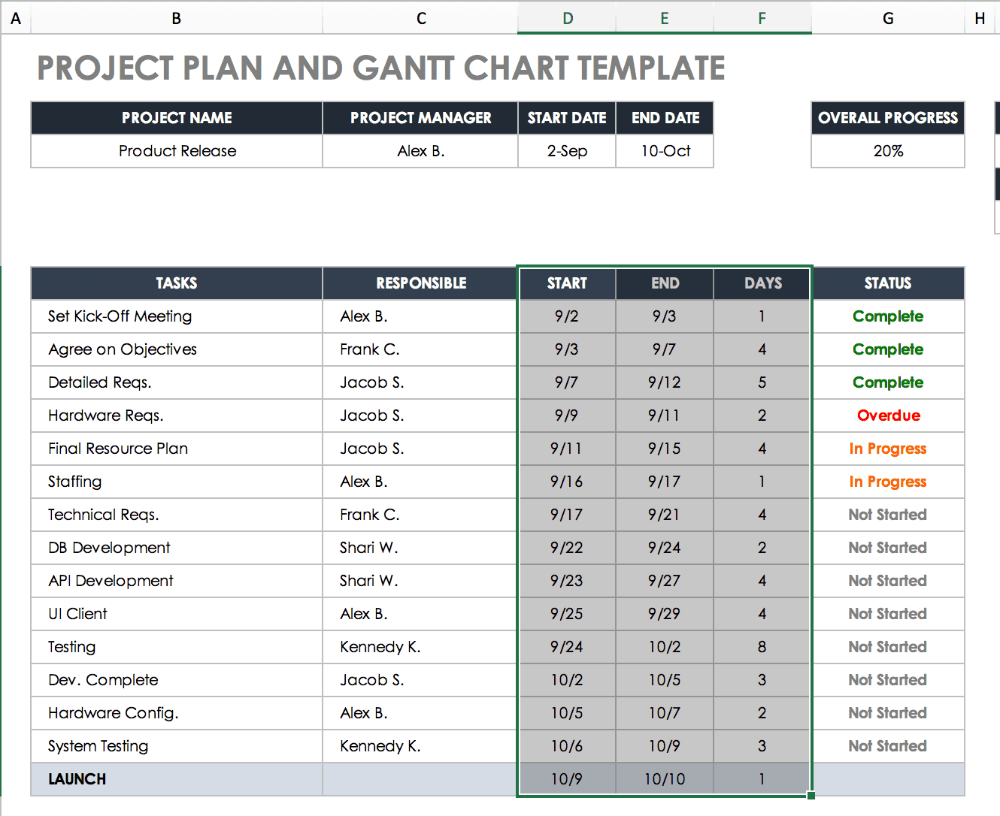 A B C D E F G H
PROJECT PLAN AND GANTT CHART TEMPLATE
PROJECT NAME PROJECT MANAGER START DATE END DATE OVERALL PROGRESS
Product Release Alex B. 2-Sep 10-Oct 20%
TASKS RESPONSIBLE START END DAYS STATUS
Set Kick-Off Meeting Alex B. 9/2 9/3 1 Complete
Agree on Objectives Frank C. 9/3 9/7 4 Complete
Detailed Reqs. Jacob S. 9/7 9/12 5 Complete
Hardware Reqs. Jacob S. 9/9 9/11 2 Overdue
Final Resource Plan Jacob S. 9/11 9/15 4 In Progress
Staffing Alex B. 9/16 9/17 1 In Progress
Technical Reqs. Frank C. 9/17 9/21 4 Not Started
DB Development Shari W. 9/22 9/24 2 Not Started
API Development Shari W. 9/23 9/27 4 Not Started
UI Client Alex B. 9/25 9/29 4 Not Started
Testing Kennedy K. 9/24 10/2 8 Not Started
Dev. Complete Jacob S. 10/2 10/5 3 Not Started
Hardware Config. Alex B. 10/5 10/7 2 Not Started
System Testing Kennedy K. 10/6 10/9 3 Not Started
LAUNCH 10/9 10/10 1